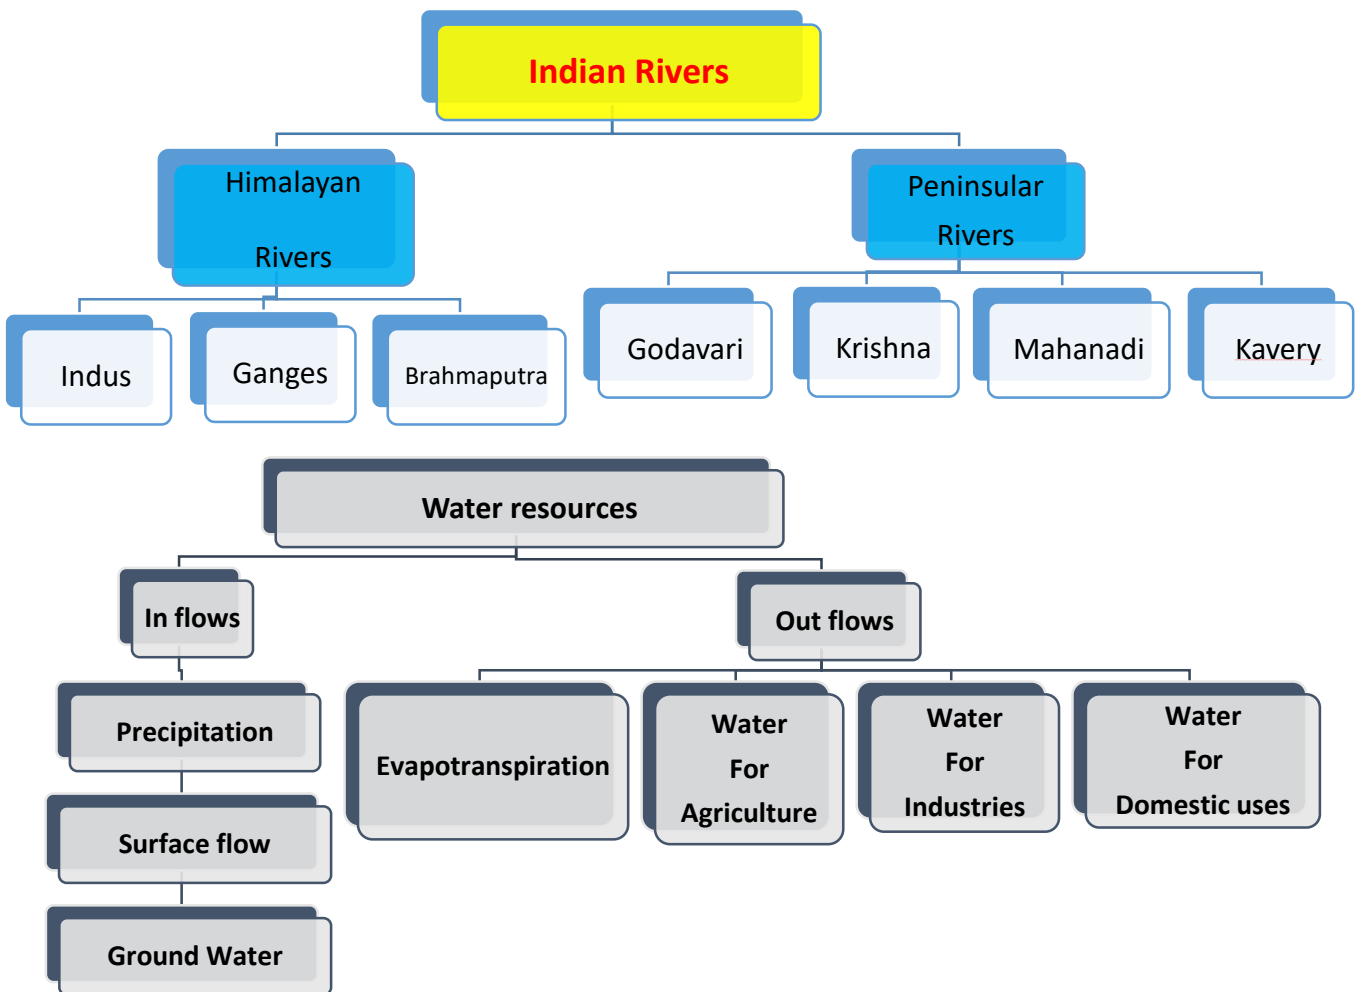 Indian Rivers
Himalayan
Rivers
Peninsular
Rivers
Indus
Ganges
Brahmaputra
Godavari
Krishna
Mahanadi
Kavery
Water resources
In flows
Out flows
Precipitation
Surface flow
Ground Water
Evapotranspiration
Water
For
Agriculture
Water
For
Industries
Water
For
Domestic uses